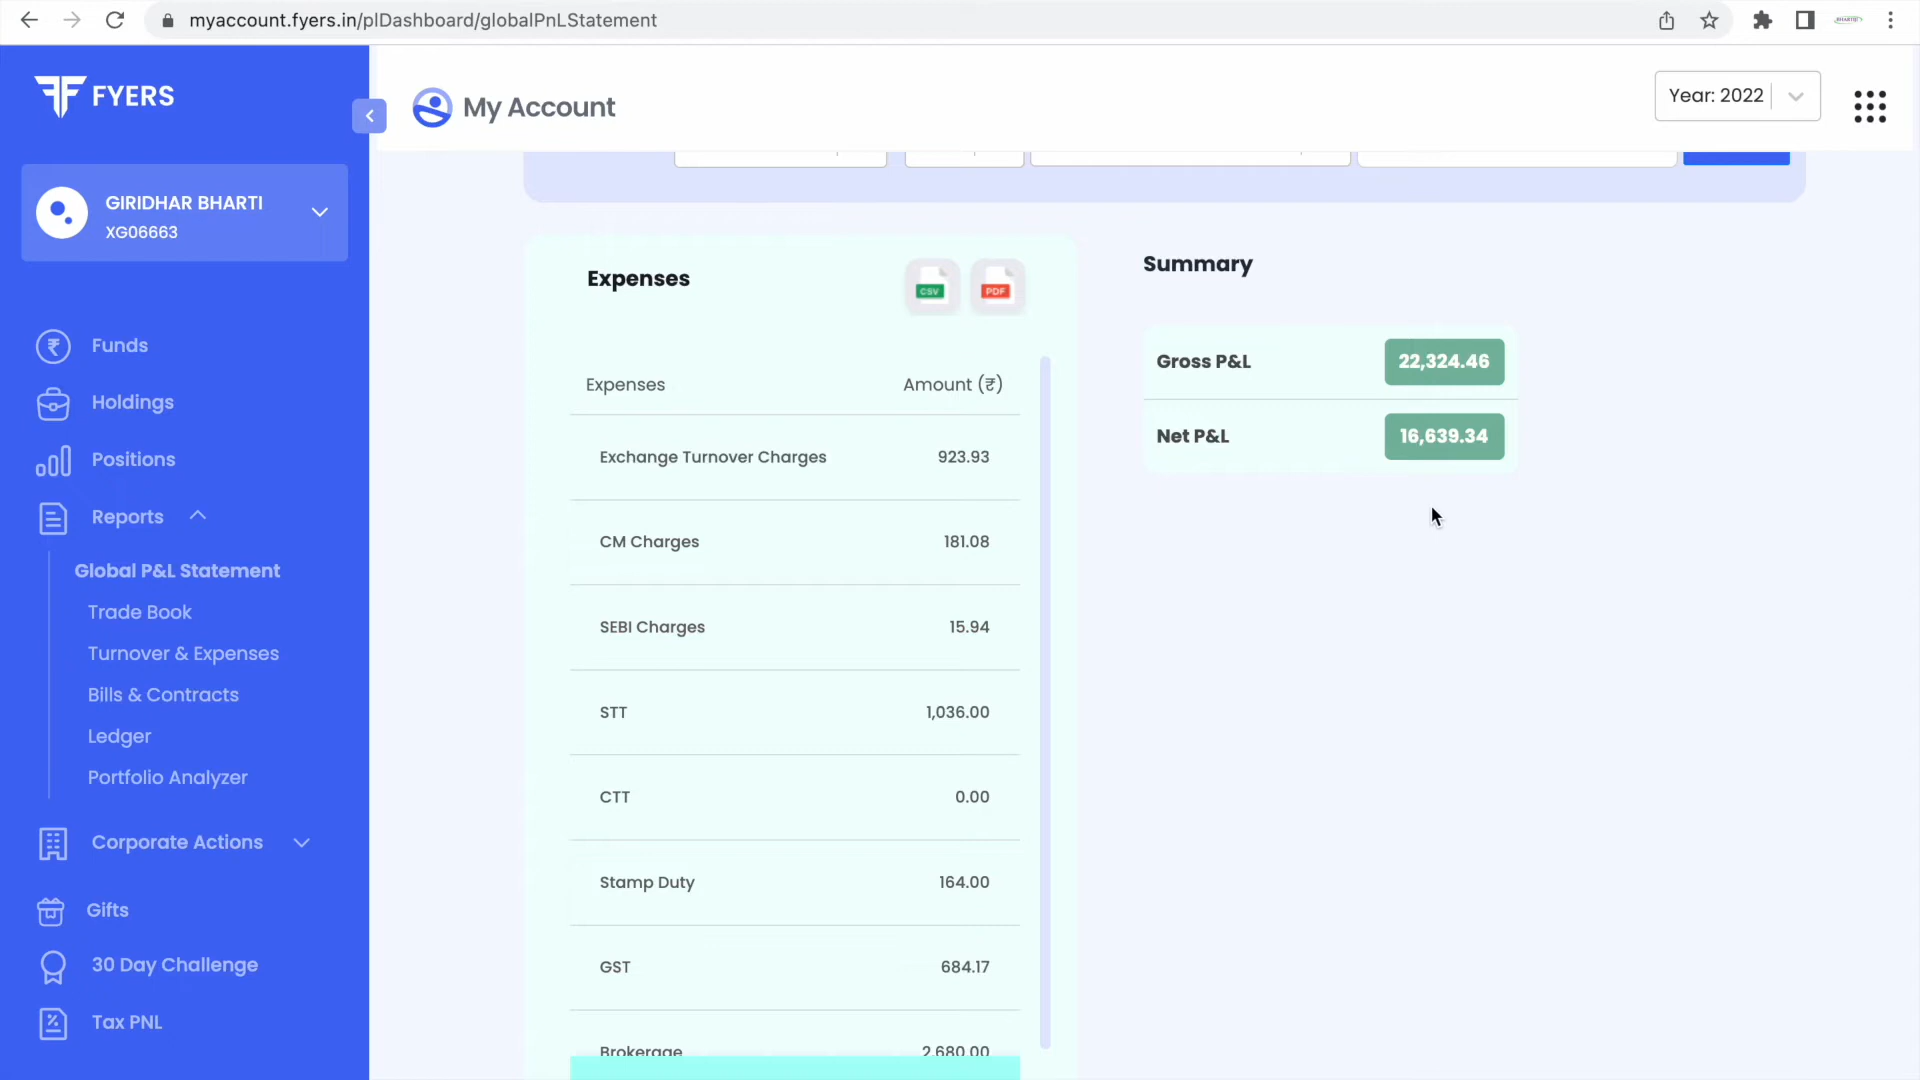 myaccount.fyers.in/plDashboard/globalPnLStatement
FYERS
My Account
Year: 2022
GIRIDHAR BHARTI
XG06663
Funds
Holdings
Positions
Reports
Global P&L Statement
Trade Book
Turnover & Expenses
Bills & Contracts
Ledger
Portfolio Analyzer
Corporate Actions
Gifts
30 Day Challenge
Tax PNL
Expenses
CSV
PDF
Expenses Amount (₹)
Exchange Turnover Charges 923.93
CM Charges 181.08
SEBI Charges 15.94
STT 1,036.00
CTT 0.00
Stamp Duty 164.00
GST 684.17
Brokerage 2,680.00
Summary
Gross P&L 22,324.46
Net P&L 16,639.34